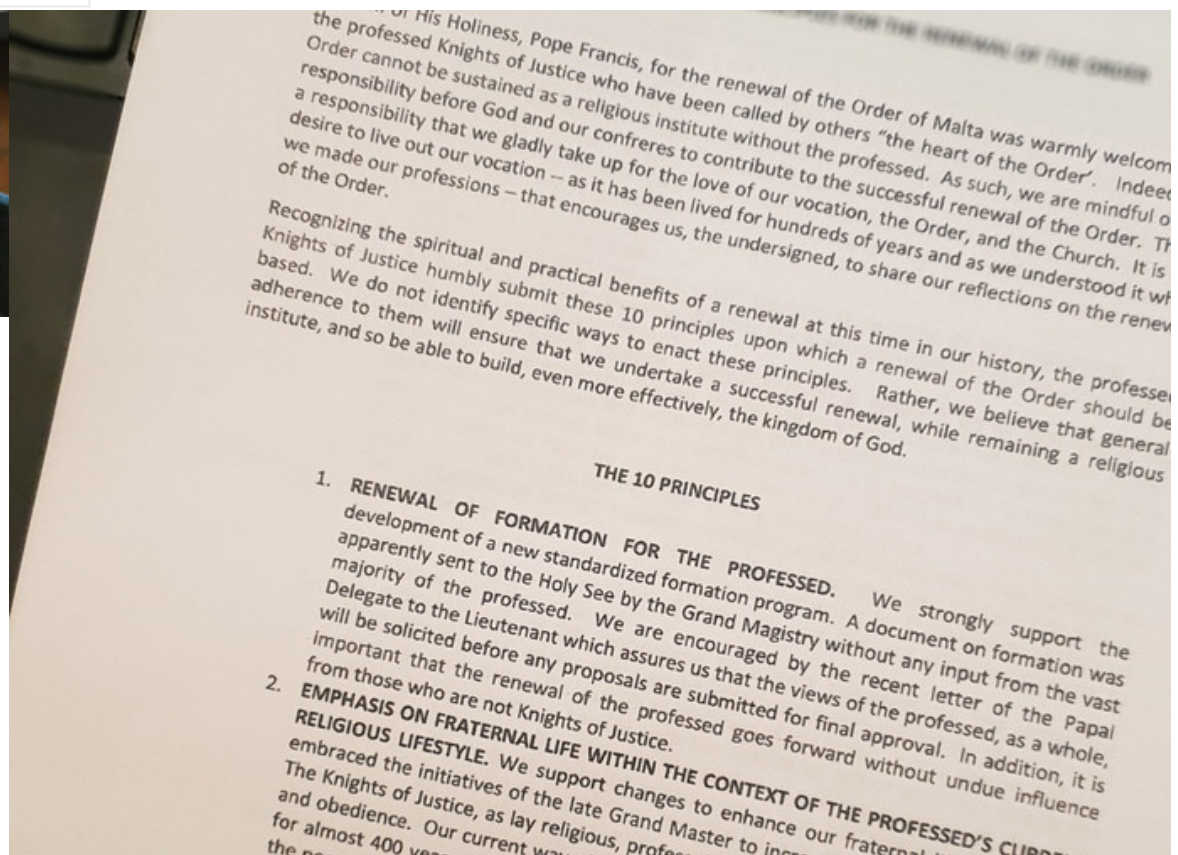 FOR THE RENEWAL OF THE ORDER
of His Holiness, Pope Francis, for the renewal of the Order of Malta was warmly welcom
the professed Knights of Justice who have been called by others "the heart of the Order'. Indeed
Order cannot be sustained as a religious institute without the professed. As such, we are mindful o
responsibility before God and our confreres to contribute to the successful renewal of the Order. Th
a responsibility that we gladly take up for the love of our vocation, the Order, and the Church. It is
desire to live out our vocation – as it has been lived for hundreds of years and as we understood it wh
we made our professions – that encourages us, the undersigned, to share our reflections on the renew
of the Order.
Recognizing the spiritual and practical benefits of a renewal at this time in our history, the professed
Knights of Justice humbly submit these 10 principles upon which a renewal of the Order should be
based. We do not identify specific ways to enact these principles. Rather, we believe that general
adherence to them will ensure that we undertake a successful renewal, while remaining a religious
institute, and so be able to build, even more effectively, the kingdom of God.
THE 10 PRINCIPLES
1. RENEWAL OF FORMATION FOR THE PROFESSED. We strongly support the
development of a new standardized formation program. A document on formation was
apparently sent to the Holy See by the Grand Magistry without any input from the vast
majority of the professed. We are encouraged by the recent letter of the Papal
Delegate to the Lieutenant which assures us that the views of the professed, as a whole,
will be solicited before any proposals are submitted for final approval. In addition, it is
important that the renewal of the professed goes forward without undue influence
from those who are not Knights of Justice.
2. EMPHASIS ON FRATERNAL LIFE WITHIN THE CONTEXT OF THE PROFESSED'S CURRE
RELIGIOUS LIFESTYLE. We support changes to enhance our fraternal
embraced the initiatives of the late Grand Master to incr
The Knights of Justice, as lay religious, profes
and obedience. Our current wa
for almost 400 yea
the